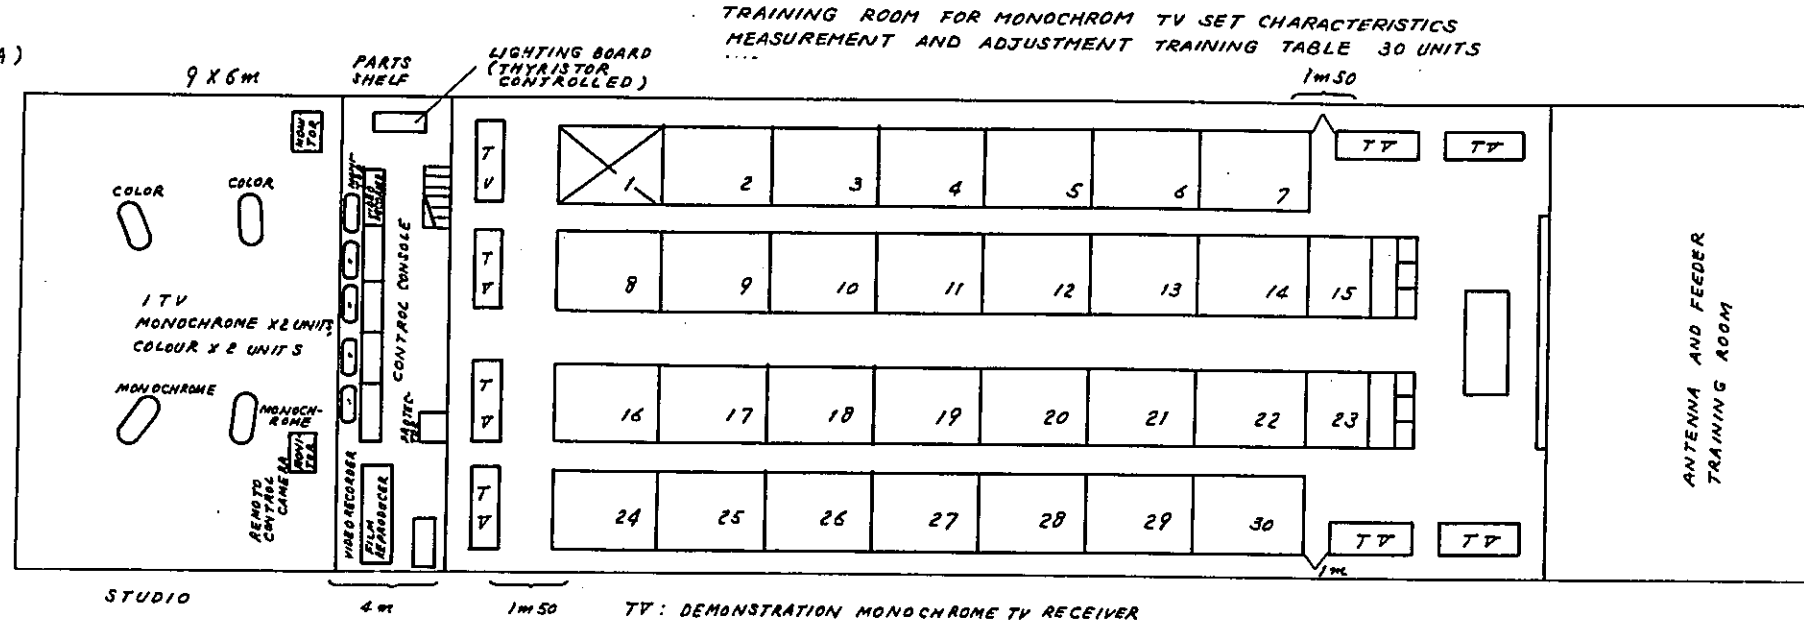 TRAINING ROOM FOR MONOCHROM TV SET CHARACTERISTICS
MEASUREMENT AND ADJUSTMENT TRAINING TABLE 30 UNITS
A)
9 X 6m
PARTS
SHELF
LIGHTING BOARD
(THYRISTOR
CONTROLLED)
1m50
MONI
TOR
COLOR
COLOR
1 TV
MONOCHROME X2 UNITS
COLOUR X 2 UNITS
MONOCHROME
MONOCH-
ROME
MONI-
TOR
REMOTO
CONTROL
CAMERA
VIDEO RECORDER
FILM
REPRODUCER
CONTROL CONSOLE
TV
TV
TV
TV
1
2
3
4
5
6
7
TV
TV
8
9
10
11
12
13
14
15
16
17
18
19
20
21
22
23
24
25
26
27
28
29
30
TV
TV
1m
ANTENNA AND FEEDER
TRAINING ROOM
STUDIO
4m
1m50
TV : DEMONSTRATION MONOCHROME TV RECEIVER